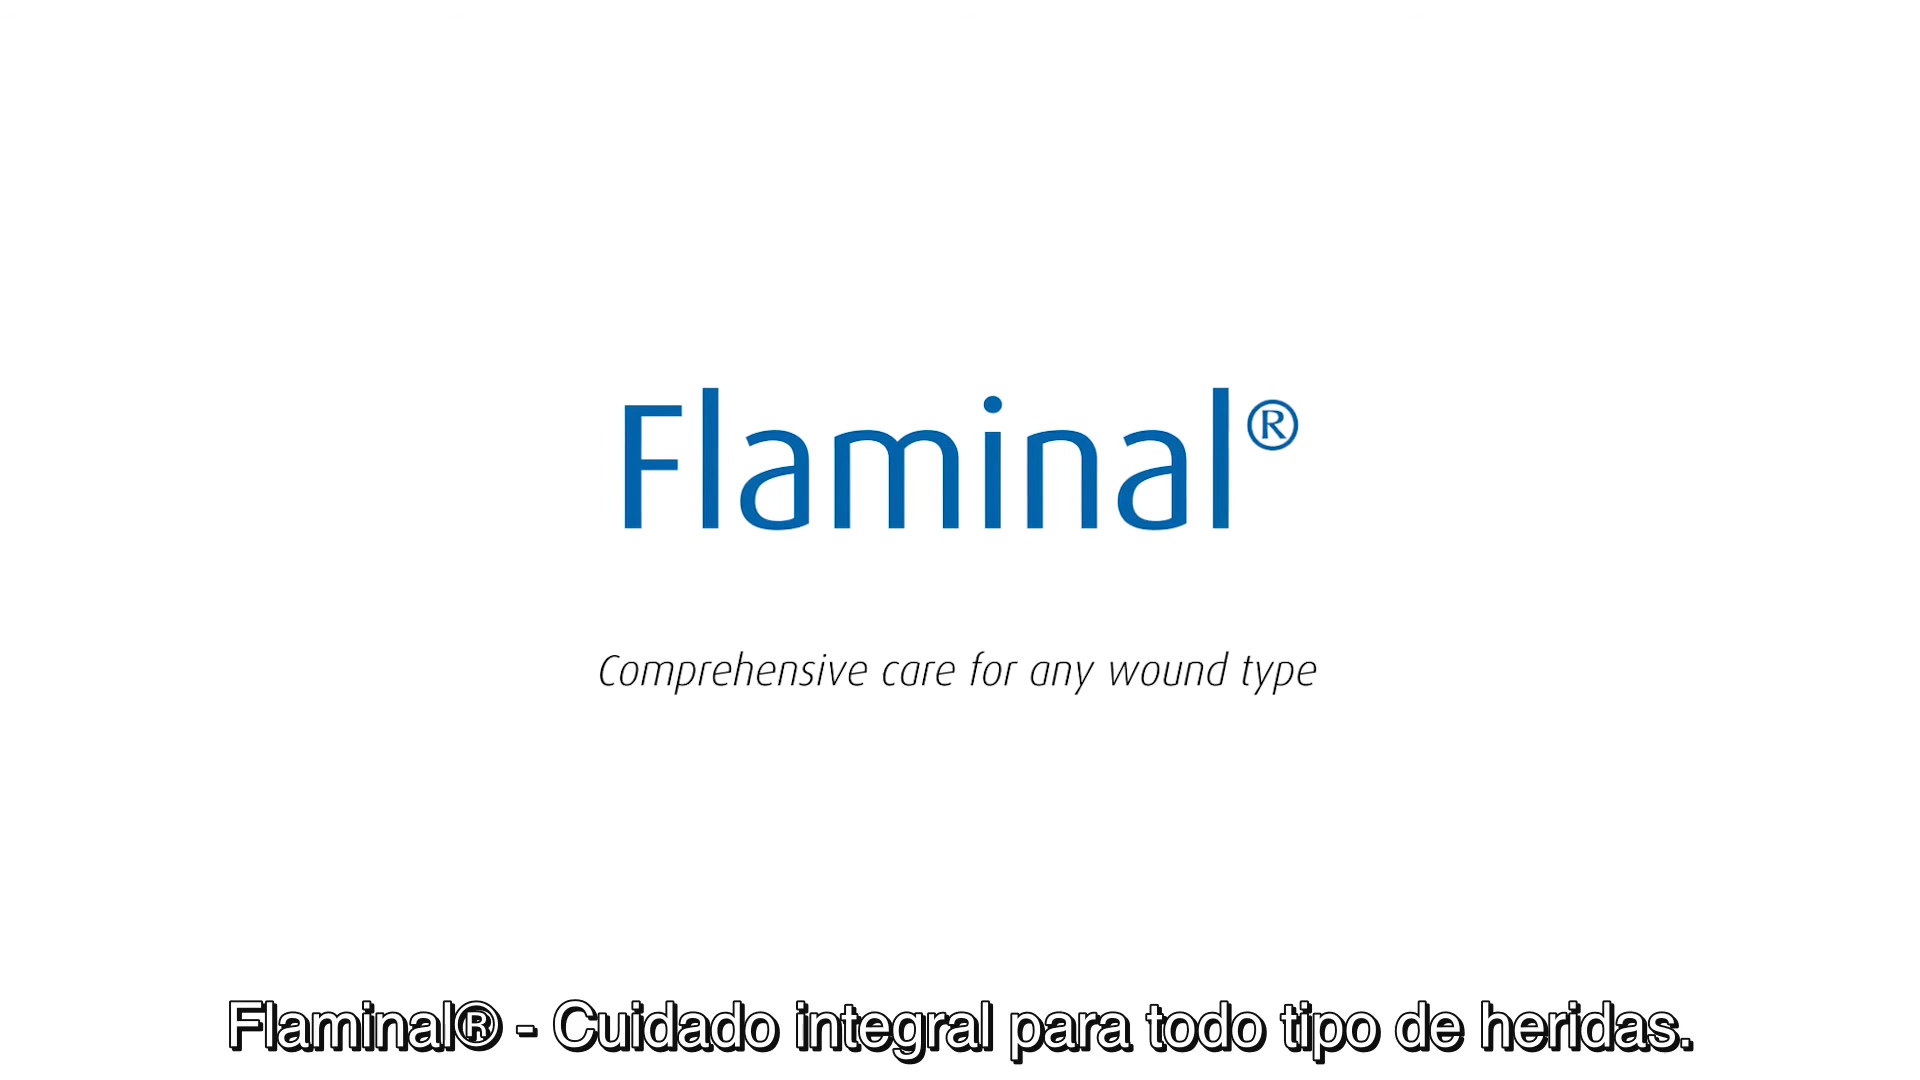 Flaminal®
Comprehensive care for any wound type
Flaminal® - Cuidado integral para todo tipo de heridas.